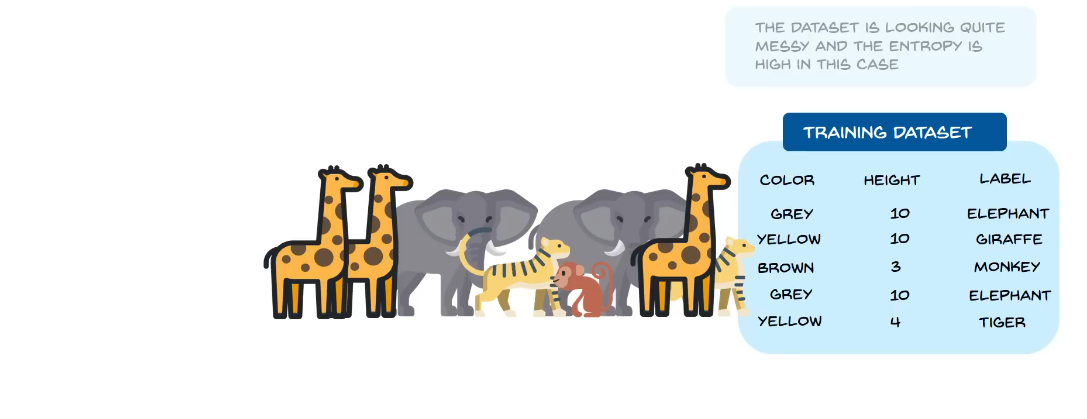 THE DATASET IS LOOKING QUITE
MESSY AND THE ENTROPY IS
HIGH IN THIS CASE
TRAINING DATASET
COLOR HEIGHT LABEL
GREY 10 ELEPHANT
YELLOW 10 GIRAFFE
BROWN 3 MONKEY
GREY 10 ELEPHANT
YELLOW 4 TIGER